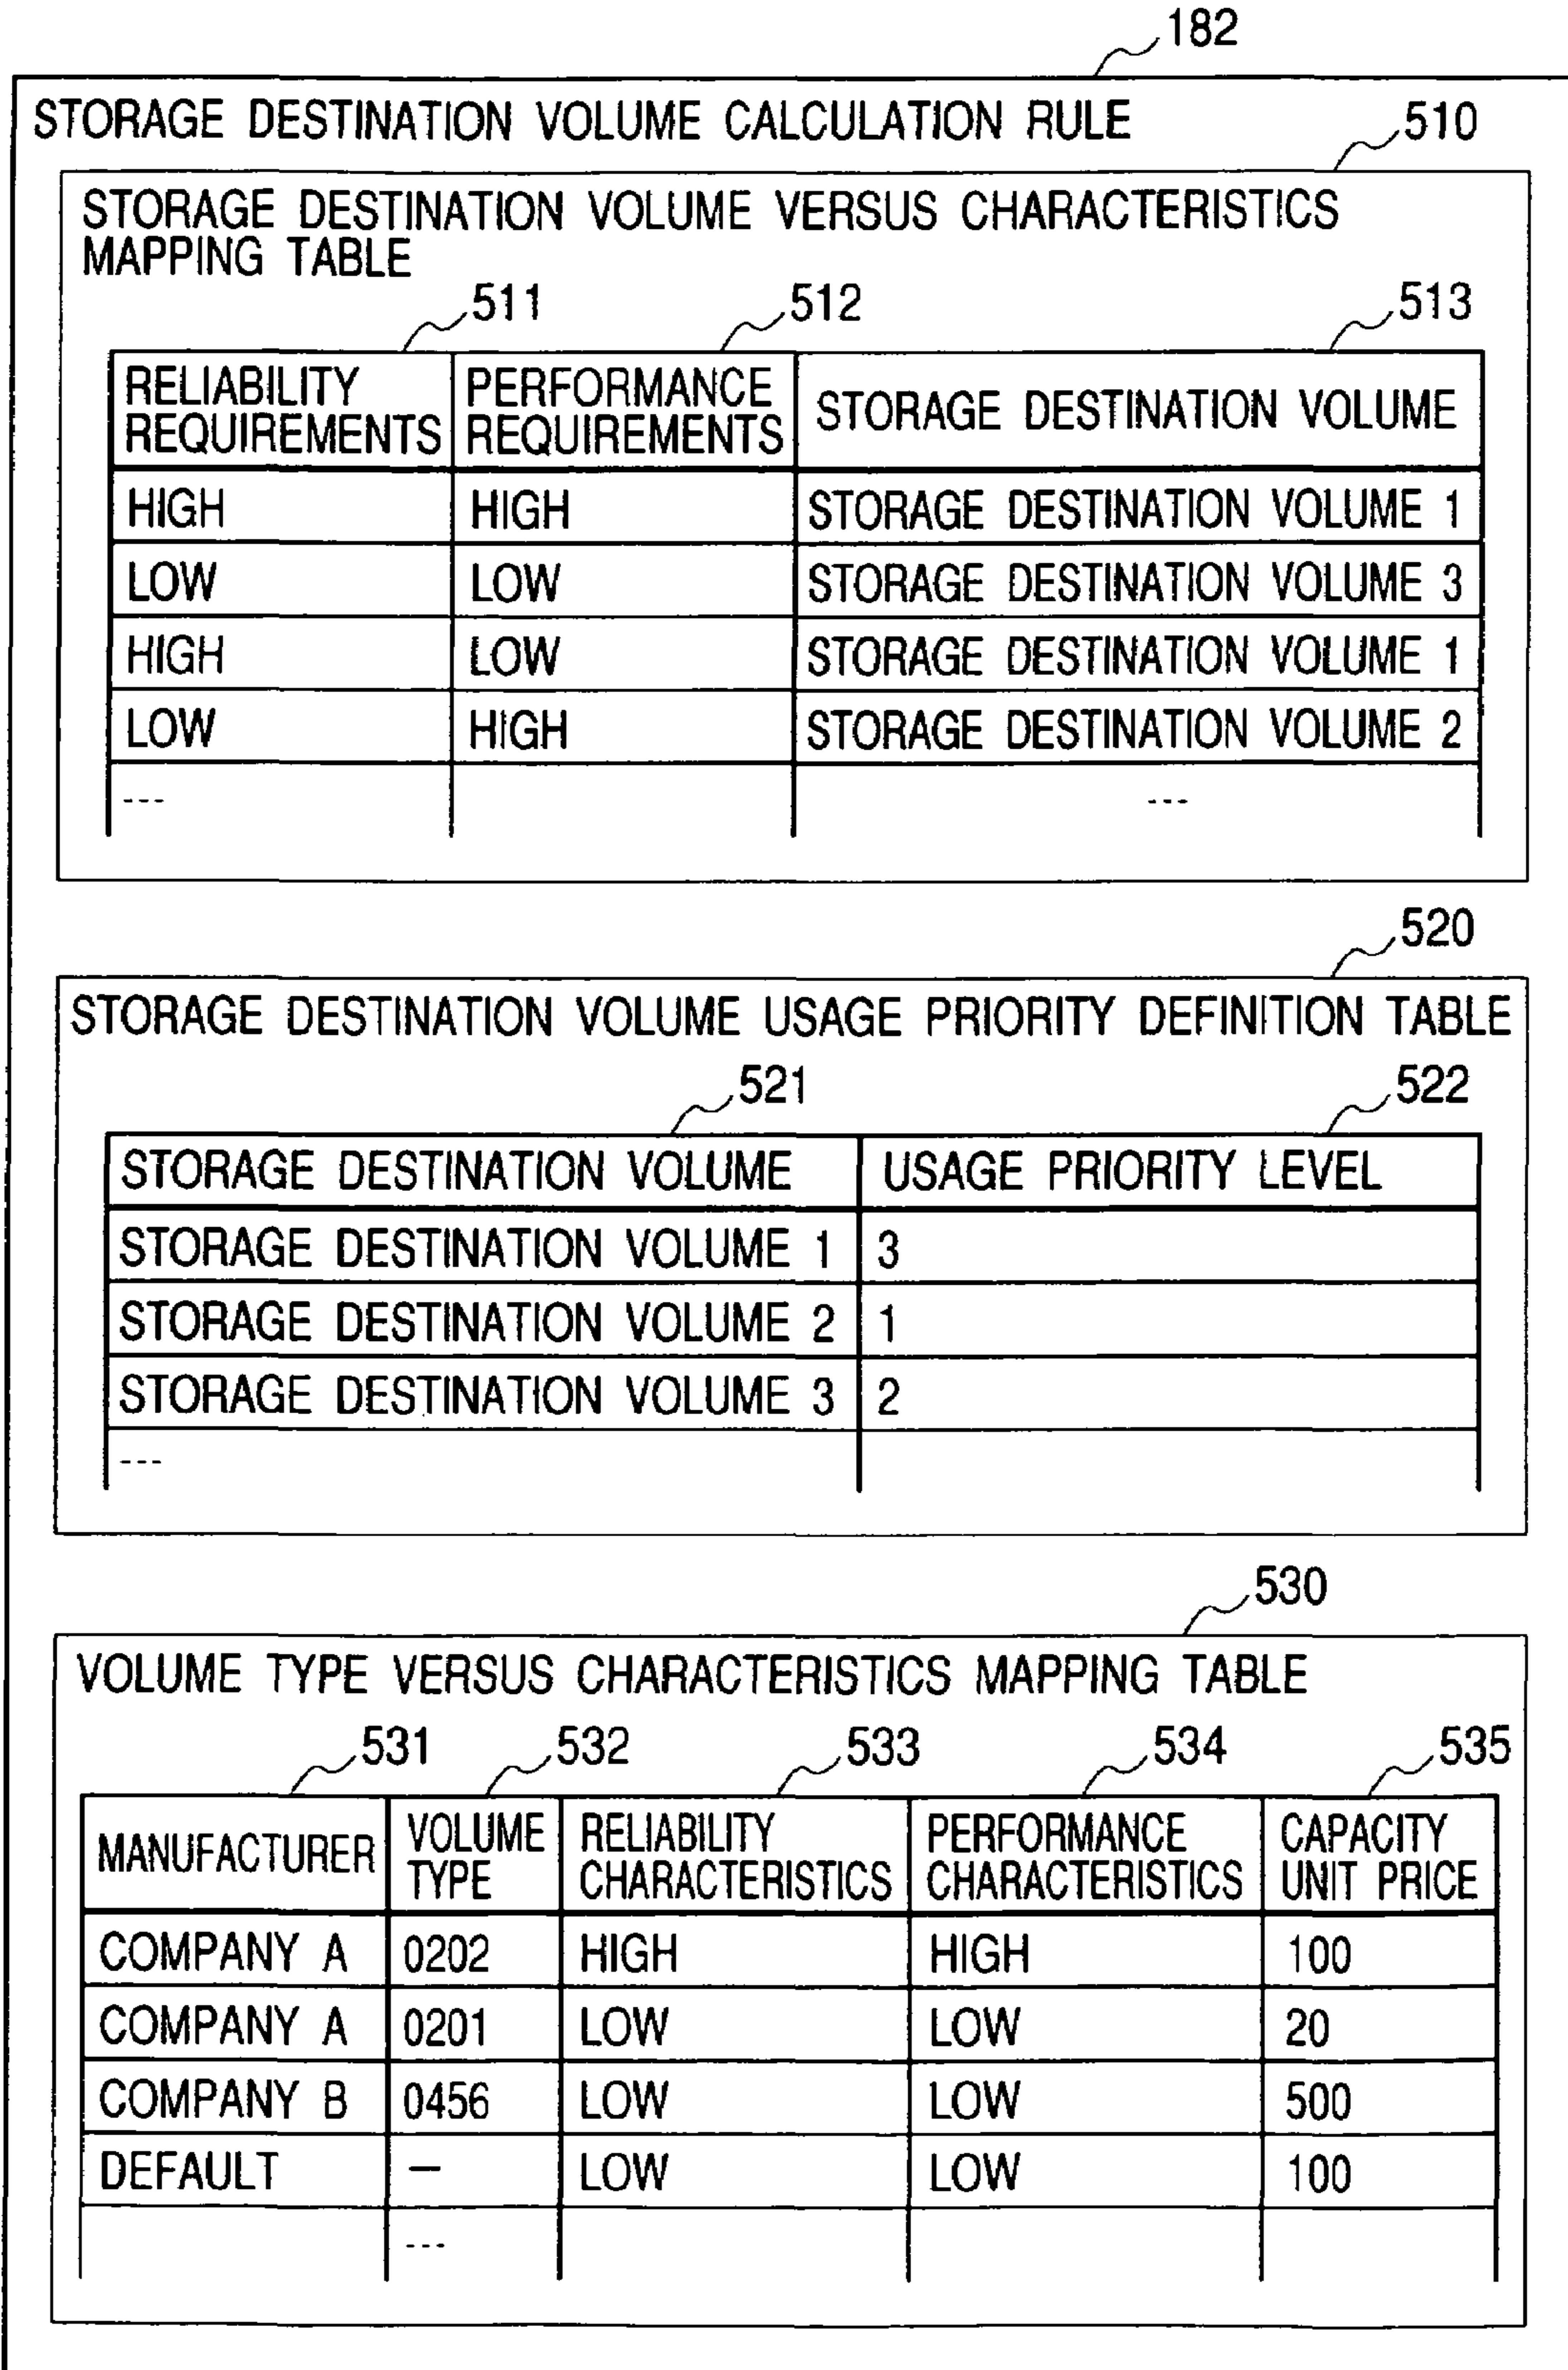 182
STORAGE DESTINATION VOLUME CALCULATION RULE
510
STORAGE DESTINATION VOLUME VERSUS CHARACTERISTICS
MAPPING TABLE
511 512 513
RELIABILITY REQUIREMENTS PERFORMANCE REQUIREMENTS STORAGE DESTINATION VOLUME
HIGH HIGH STORAGE DESTINATION VOLUME 1
LOW LOW STORAGE DESTINATION VOLUME 3
HIGH LOW STORAGE DESTINATION VOLUME 1
LOW HIGH STORAGE DESTINATION VOLUME 2
--- ---
520
STORAGE DESTINATION VOLUME USAGE PRIORITY DEFINITION TABLE
521 522
STORAGE DESTINATION VOLUME USAGE PRIORITY LEVEL
STORAGE DESTINATION VOLUME 1 3
STORAGE DESTINATION VOLUME 2 1
STORAGE DESTINATION VOLUME 3 2
---
530
VOLUME TYPE VERSUS CHARACTERISTICS MAPPING TABLE
531 532 533 534 535
MANUFACTURER VOLUME TYPE RELIABILITY CHARACTERISTICS PERFORMANCE CHARACTERISTICS CAPACITY UNIT PRICE
COMPANY A 0202 HIGH HIGH 100
COMPANY A 0201 LOW LOW 20
COMPANY B 0456 LOW LOW 500
DEFAULT — LOW LOW 100
---